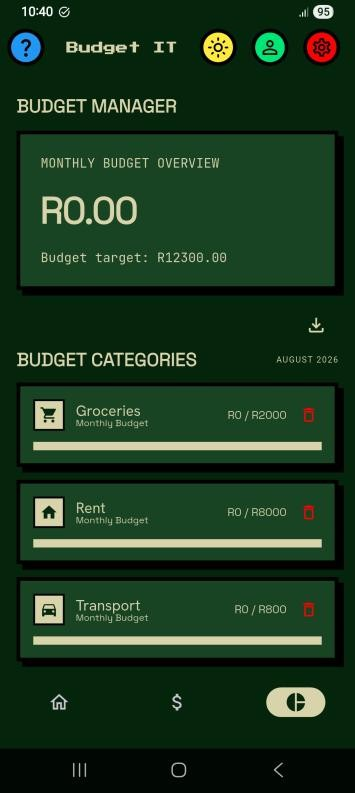 10:40
95
?
Budget IT
BUDGET MANAGER
MONTHLY BUDGET OVERVIEW
R0.00
Budget target: R12300.00
BUDGET CATEGORIES
AUGUST 2026
Groceries
Monthly Budget
R0 / R2000
Rent
Monthly Budget
R0 / R8000
Transport
Monthly Budget
R0 / R800
$